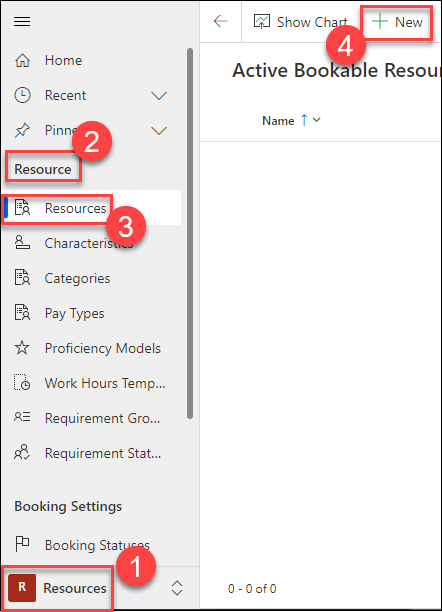 Show Chart
New
4
Home
Active Bookable Resou
Recent
Name
Pinne
2
Resource
Resources
3
Characteristics
Categories
Pay Types
Proficiency Models
Work Hours Temp...
Requirement Gro...
Requirement Stat...
Booking Settings
Booking Statuses
1
R Resources
0 - 0 of 0